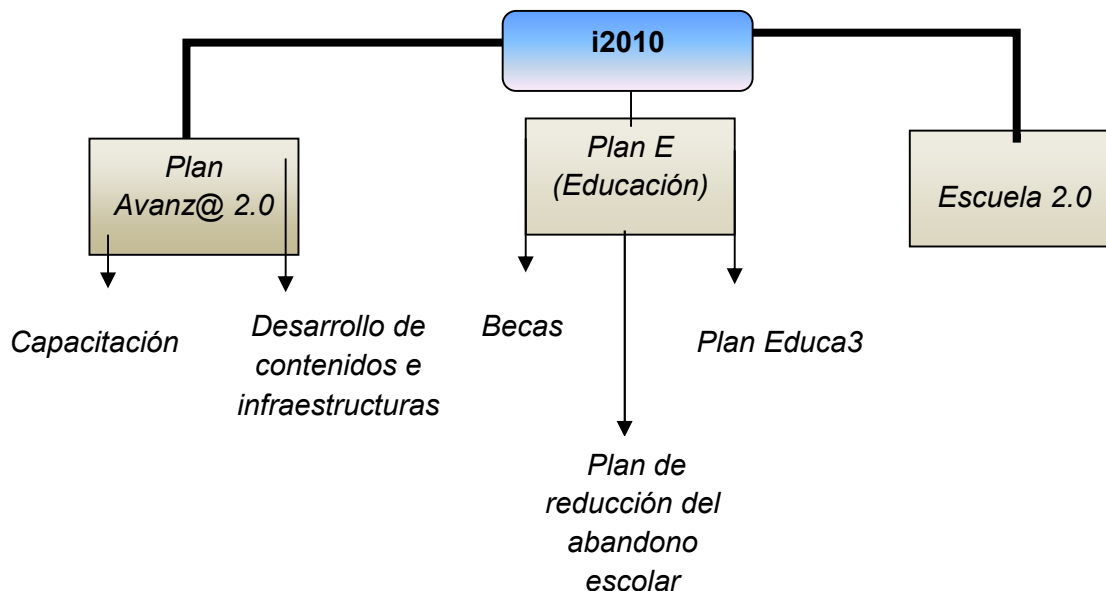 i2010
Plan
Avanz@ 2.0
Plan E
(Educación)
Escuela 2.0
Capacitación
Desarrollo de
contenidos e
infraestructuras
Becas
Plan Educa3
Plan de
reducción del
abandono
escolar